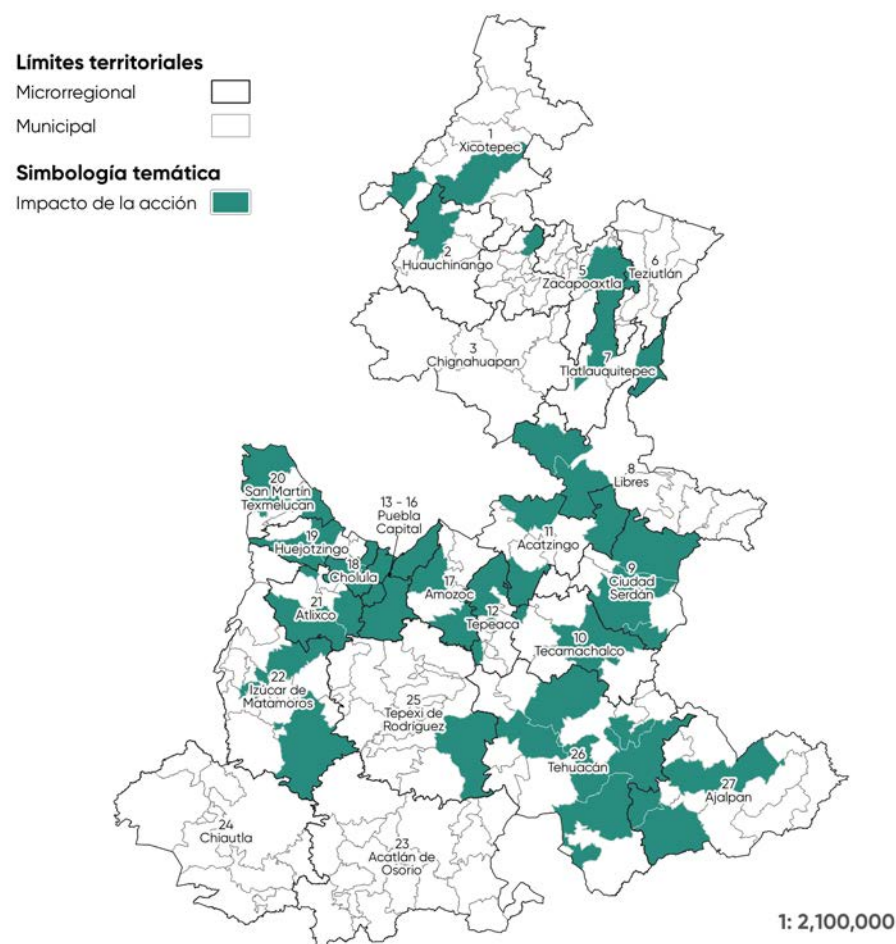 Límites territoriales
Microrregional
Municipal
Simbología temática
Impacto de la acción
1
Xicotepec
2
Huauchinango
3
Chignahuapan
5
Zacapoaxtla
6
Teziutlán
7
Tlatlauquitepec
8
Libres
20
San Martín
Texmelucan
13 - 16
Puebla
Capital
19
Huejotzingo
18
Cholula
11
Acatzingo
9
Ciudad
Serdán
17
Amozoc
12
Tepeaca
21
Atlixco
10
Tecamachalco
22
Izúcar de
Matamoros
25
Tepexi de
Rodríguez
26
Tehuacán
27
Ajalpan
24
Chiautla
23
Acatlán de
Osorio
1: 2,100,000